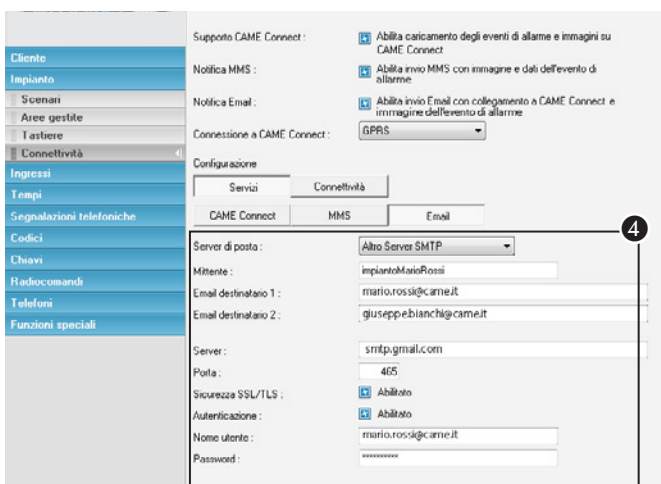 Cliente
Impianto
Scenari
Aree gestite
Tastiere
Connettività
Ingressi
Tempi
Segnalazioni telefoniche
Codici
Chiavi
Radiocomandi
Telefoni
Funzioni speciali
Supporto CAME Connect : Abilita caricamento degli eventi di allarme e immagini su
CAME Connect
Notifica MMS : Abilita invio MMS con immagine e dati dell'evento di
allarme
Notifica Email : Abilita invio Email con collegamento a CAME Connect e
immagine dell'evento di allarme
Connessione a CAME Connect : GPRS
Configurazione
Servizi Connettività
CAME Connect MMS Email
4
Server di posta : Altro Server SMTP
Mittente : impiantoMarioRossi
Email destinatario 1 : mario.rossi@came.it
Email destinatario 2 : giuseppe.bianchi@came.it
Server : smtp.gmail.com
Porta : 465
Sicurezza SSL/TLS : Abilitato
Autenticazione : Abilitato
Nome utente : mario.rossi@came.it
Password : **********